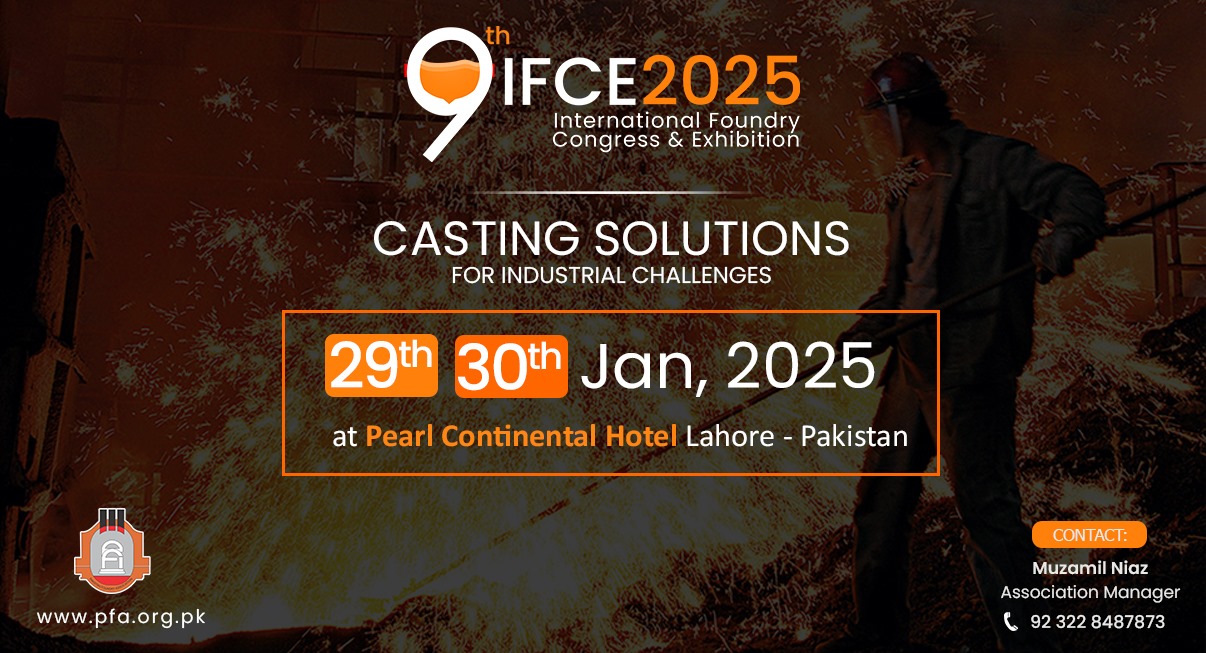 9th
IFCE2025
International Foundry
Congress & Exhibition
CASTING SOLUTIONS
FOR INDUSTRIAL CHALLENGES
29th 30th Jan, 2025
at Pearl Continental Hotel Lahore - Pakistan
www.pfa.org.pk
CONTACT:
Muzamil Niaz
Association Manager
92 322 8487873